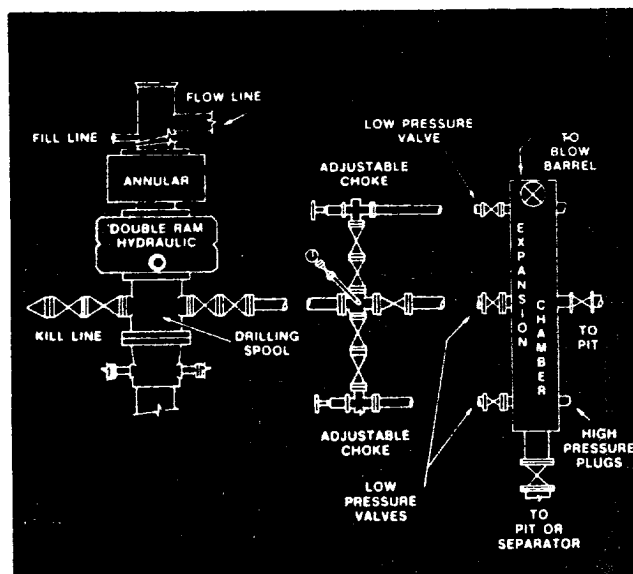 FLOW LINE
FILL LINE
ANNULAR
DOUBLE RAM
HYDRAULIC
KILL LINE
DRILLING
SPOOL
ADJUSTABLE
CHOKE
ADJUSTABLE
CHOKE
LOW PRESSURE
VALVE
TO
BLOW
BARREL
EXPANSION
CHAMBER
TO
PIT
HIGH
PRESSURE
PLUGS
LOW
PRESSURE
VALVES
TO
PIT OR
SEPARATOR